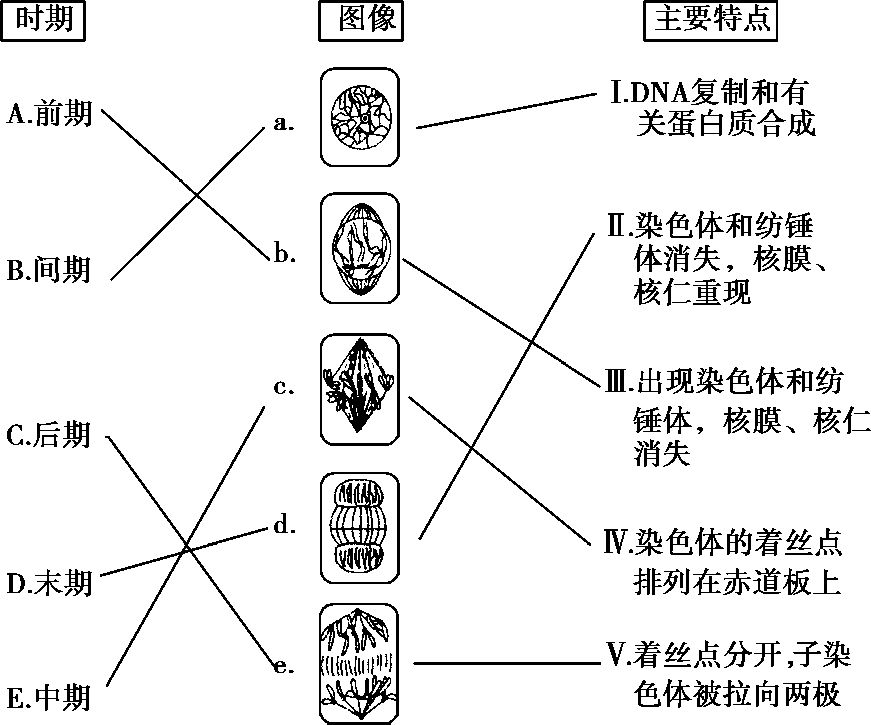 时期
图像
主要特点
A.前期
B.间期
C.后期
D.末期
E.中期
a.
b.
c.
d.
e.
Ⅰ.DNA复制和有
关蛋白质合成
Ⅱ.染色体和纺锤
体消失，核膜、
核仁重现
Ⅲ.出现染色体和纺
锤体，核膜、核仁
消失
Ⅳ.染色体的着丝点
排列在赤道板上
Ⅴ.着丝点分开,子染
色体被拉向两极